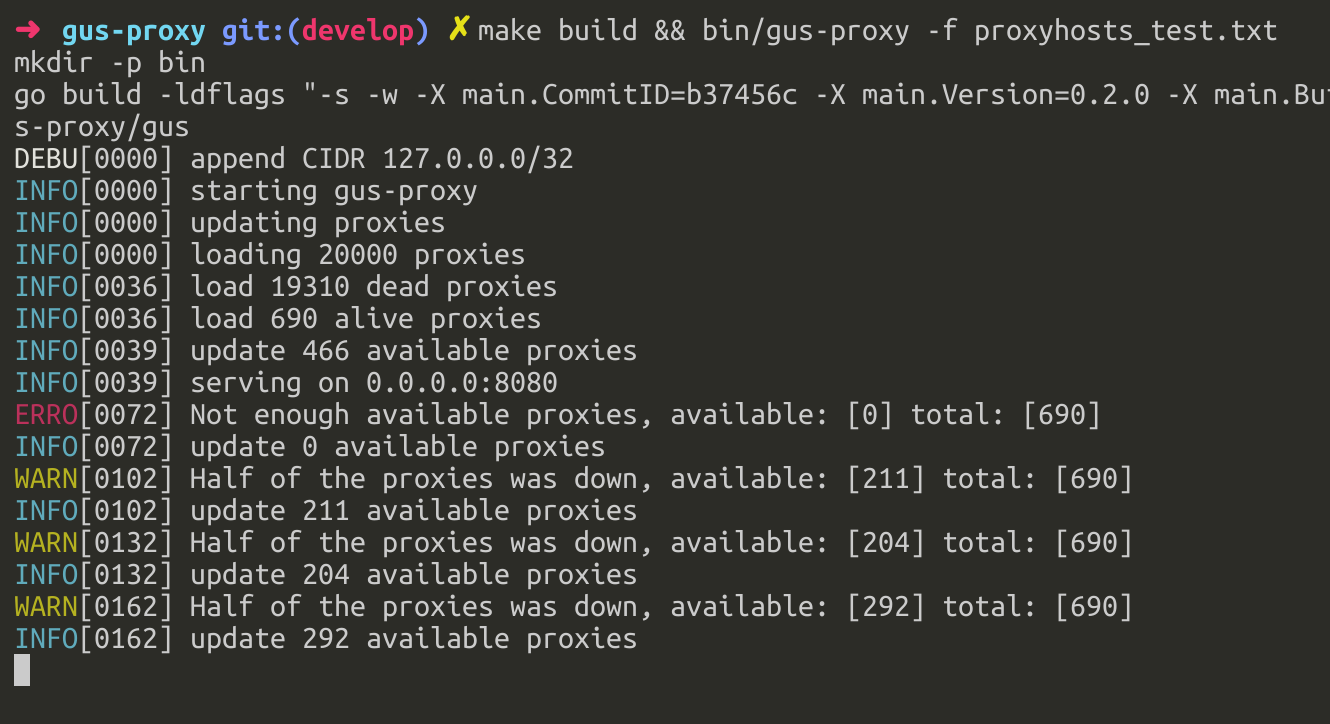 ➜ gus-proxy git:(develop) ✗ make build && bin/gus-proxy -f proxyhosts_test.txt
mkdir -p bin
go build -ldflags "-s -w -X main.CommitID=b37456c -X main.Version=0.2.0 -X main.Bu
s-proxy/gus
DEBU[0000] append CIDR 127.0.0.0/32
INFO[0000] starting gus-proxy
INFO[0000] updating proxies
INFO[0000] loading 20000 proxies
INFO[0036] load 19310 dead proxies
INFO[0036] load 690 alive proxies
INFO[0039] update 466 available proxies
INFO[0039] serving on 0.0.0.0:8080
ERRO[0072] Not enough available proxies, available: [0] total: [690]
INFO[0072] update 0 available proxies
WARN[0102] Half of the proxies was down, available: [211] total: [690]
INFO[0102] update 211 available proxies
WARN[0132] Half of the proxies was down, available: [204] total: [690]
INFO[0132] update 204 available proxies
WARN[0162] Half of the proxies was down, available: [292] total: [690]
INFO[0162] update 292 available proxies